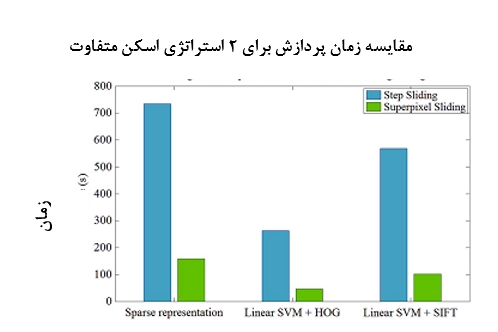 مقایسه زمان پردازش برای ۲ استراتژی اسکن متفاوت
Step Sliding
Superpixel Sliding
800
700
600
500
400
300
200
100
0
(s)
زمان
Sparse representation
Linear SVM + HOG
Linear SVM + SIFT